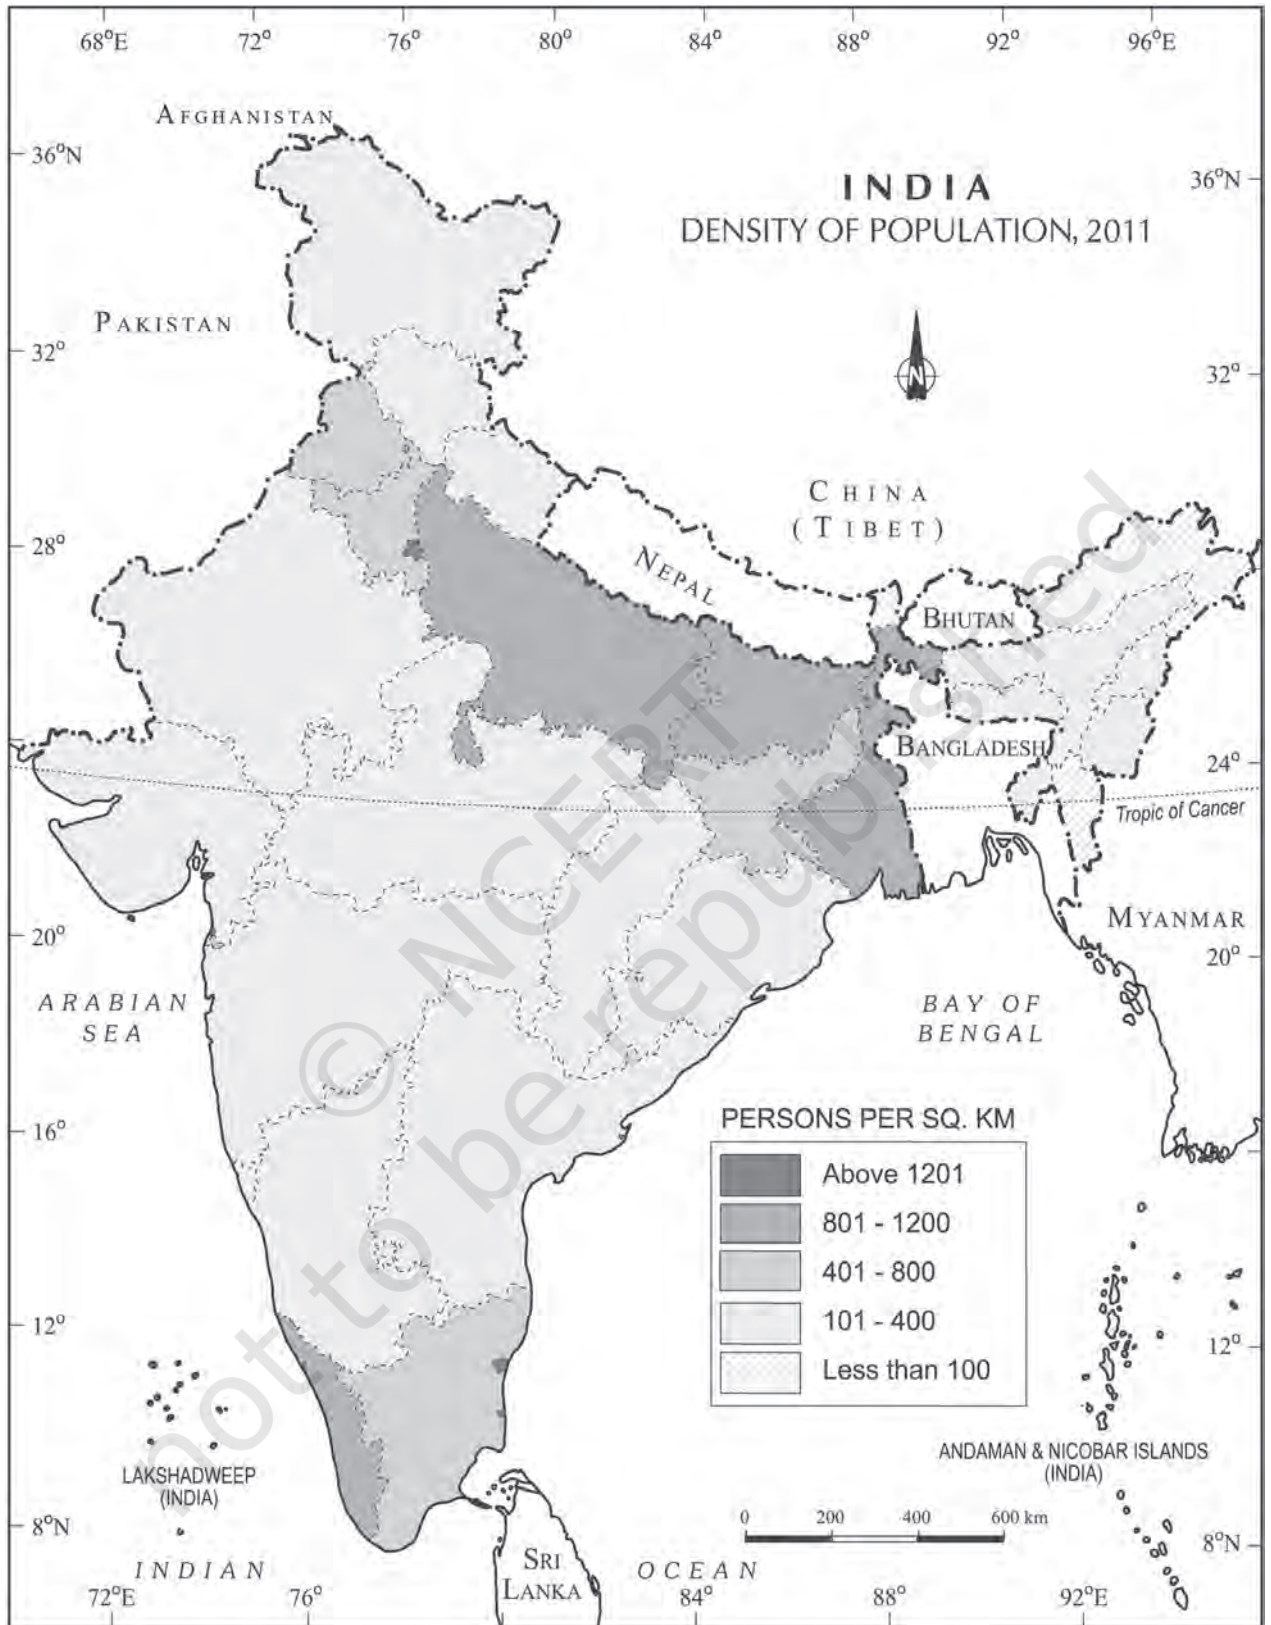 68°E 72° 76° 80° 84° 88° 92° 96°E
AFGHANISTAN
36°N
INDIA
36°N
DENSITY OF POPULATION, 2011
PAKISTAN
32°
N
32°
CHINA
(TIBET)
28°
NEPAL
BHUTAN
BANGLADESH
24°
Tropic of Cancer
MYANMAR
20°
20°
ARABIAN
SEA
BAY OF
BENGAL
© NCERT
not to be republished
PERSONS PER SQ. KM
16°
Above 1201
801 - 1200
401 - 800
101 - 400
Less than 100
12°
12°
LAKSHADWEEP
(INDIA)
ANDAMAN & NICOBAR ISLANDS
(INDIA)
0 200 400 600 km
8°N
8°N
INDIAN
SRI
LANKA
OCEAN
72°E 76° 84° 88° 92°E